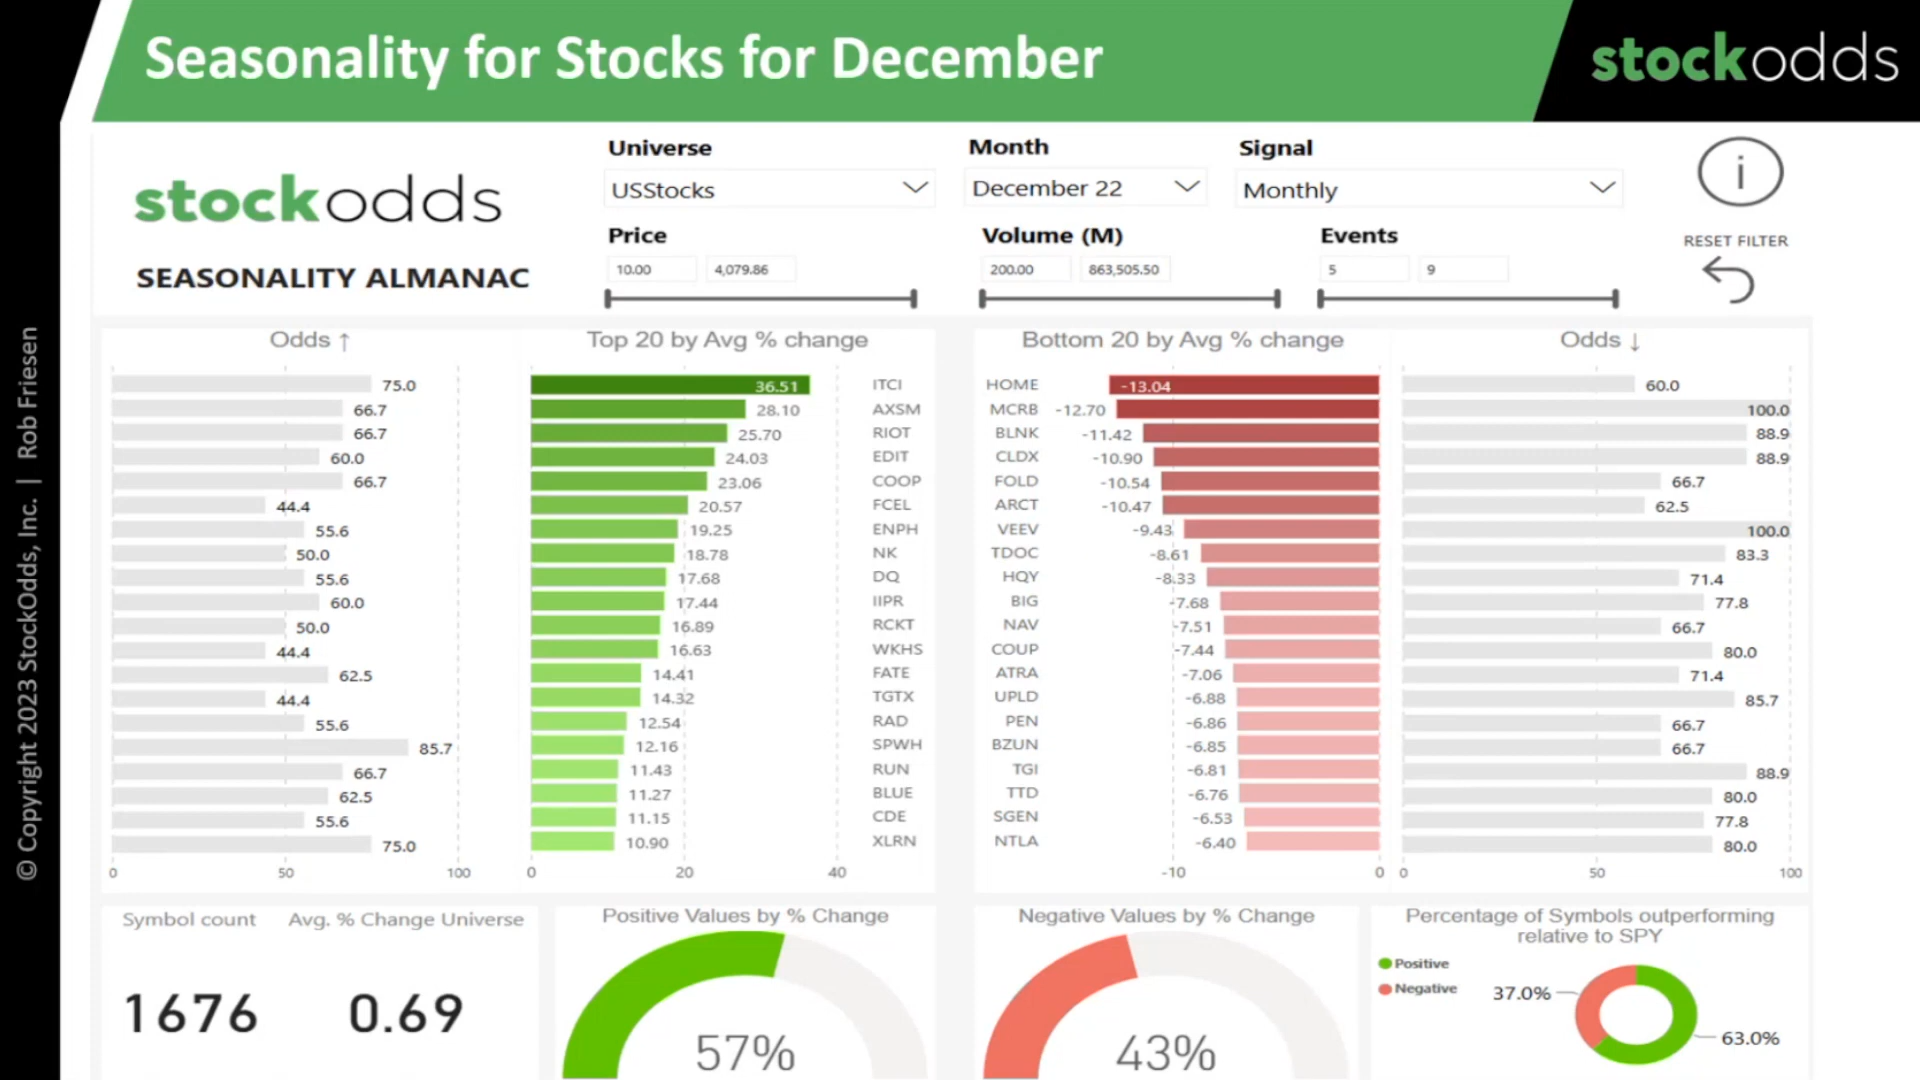 Seasonality for Stocks for December
stockodds
© Copyright 2023 StockOdds, Inc. | Rob Friesen
stockodds
SEASONALITY ALMANAC
Universe
USStocks
Month
December 22
Signal
Monthly
i
Price
10.00 4,079.86
Volume (M)
200.00 863,505.50
Events
5 9
RESET FILTER
Odds ↑ Top 20 by Avg % change
75.0 36.51 ITCI
66.7 28.10 AXSM
66.7 25.70 RIOT
60.0 24.03 EDIT
66.7 23.06 COOP
44.4 20.57 FCEL
55.6 19.25 ENPH
50.0 18.78 NK
55.6 17.68 DQ
60.0 17.44 IIPR
50.0 16.89 RCKT
44.4 16.63 WKHS
62.5 14.41 FATE
44.4 14.32 TGTX
55.6 12.54 RAD
85.7 12.16 SPWH
66.7 11.43 RUN
62.5 11.27 BLUE
55.6 11.15 CDE
75.0 10.90 XLRN
0 50 100 0 20 40
Bottom 20 by Avg % change Odds ↓
HOME -13.04 60.0
MCRB -12.70 100.0
BLNK -11.42 88.9
CLDX -10.90 88.9
FOLD -10.54 66.7
ARCT -10.47 62.5
VEEV -9.43 100.0
TDOC -8.61 83.3
HQY -8.33 71.4
BIG -7.68 77.8
NAV -7.51 66.7
COUP -7.44 80.0
ATRA -7.06 71.4
UPLD -6.88 85.7
PEN -6.86 66.7
BZUN -6.85 66.7
TGI -6.81 88.9
TTD -6.76 80.0
SGEN -6.53 77.8
NTLA -6.40 80.0
-10 0 0 50 100
Symbol count Avg. % Change Universe
1676 0.69
Positive Values by % Change
57%
Negative Values by % Change
43%
Percentage of Symbols outperforming
relative to SPY
Positive
Negative
37.0%
63.0%